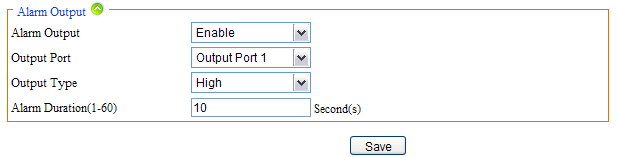 Alarm Output
Alarm Output Enable
Output Port Output Port 1
Output Type High
Alarm Duration(1-60) 10 Second(s)
Save